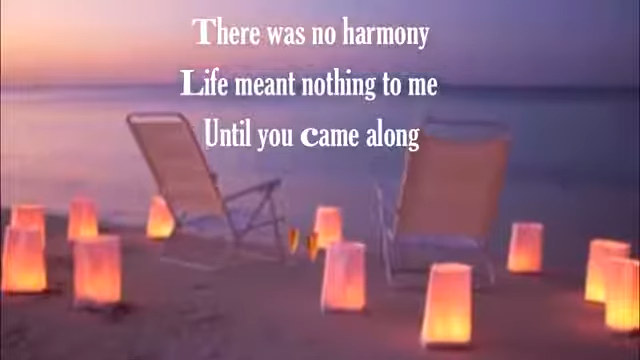 There was no harmony
Life meant nothing to me
Until you came along